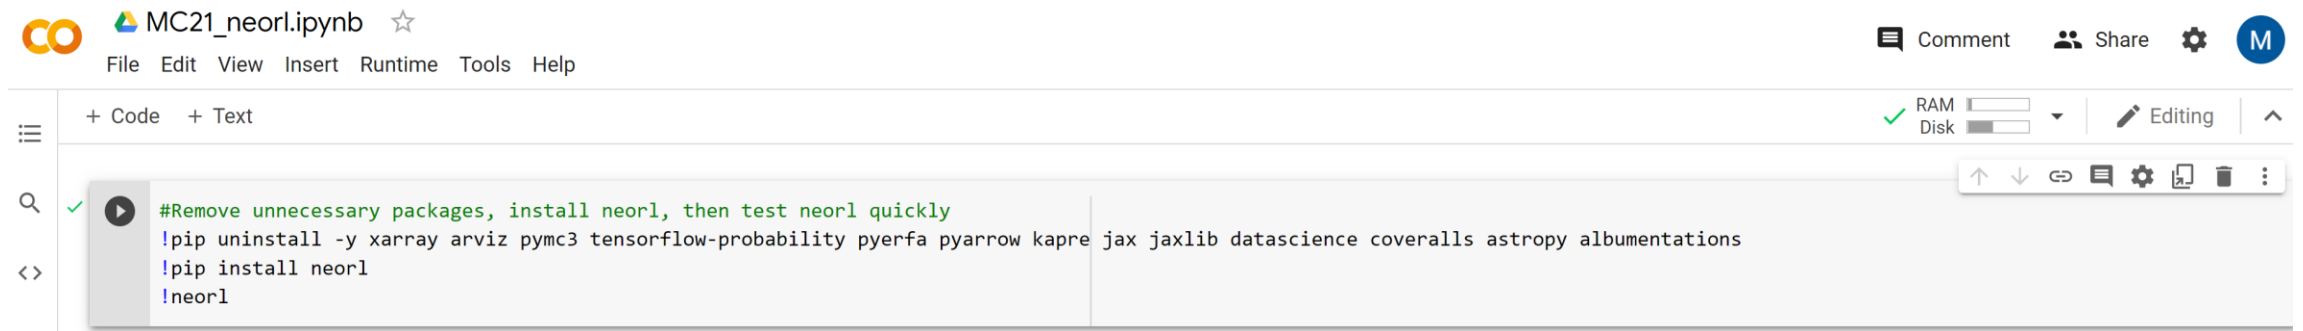 MC21_neorl.ipynb
File Edit View Insert Runtime Tools Help
Comment Share M
+ Code + Text
RAM
Disk
Editing
#Remove unnecessary packages, install neorl, then test neorl quickly
!pip uninstall -y xarray arviz pymc3 tensorflow-probability pyerfa pyarrow kapre jax jaxlib datascience coveralls astropy albumentations
!pip install neorl
!neorl